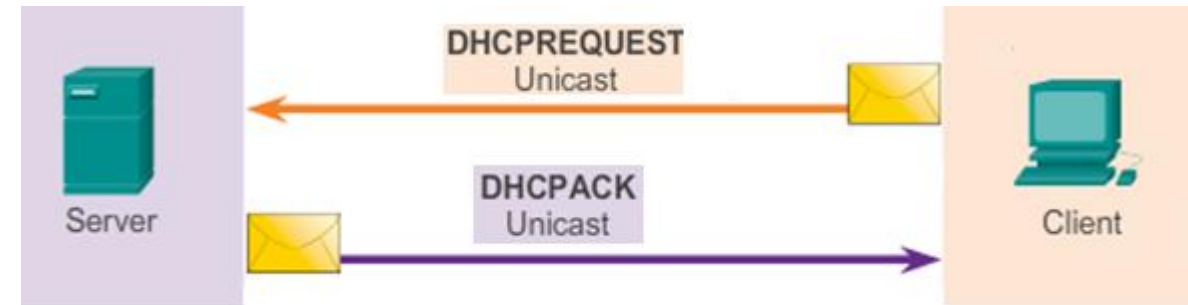 DHCPREQUEST
Unicast
DHCPACK
Unicast
Server
Client